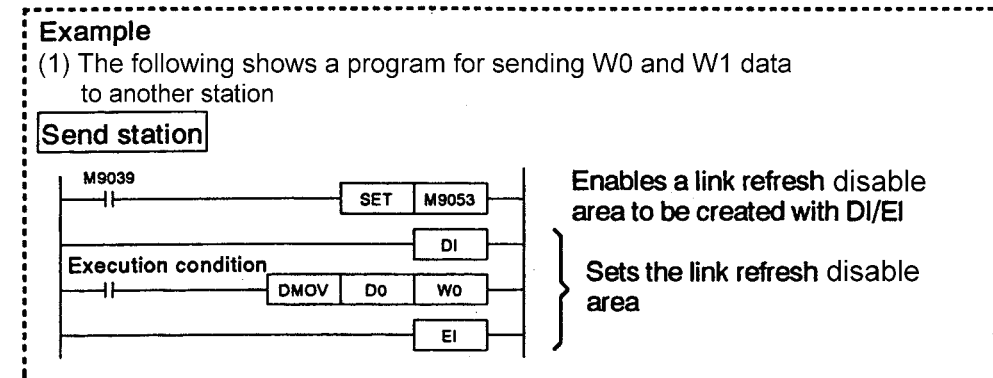 Example
(1) The following shows a program for sending W0 and W1 data
to another station
Send station
M9039
SET M9053
Enables a link refresh disable
area to be created with DI/EI
DI
Execution condition
DMOV D0 W0
Sets the link refresh disable
area
EI